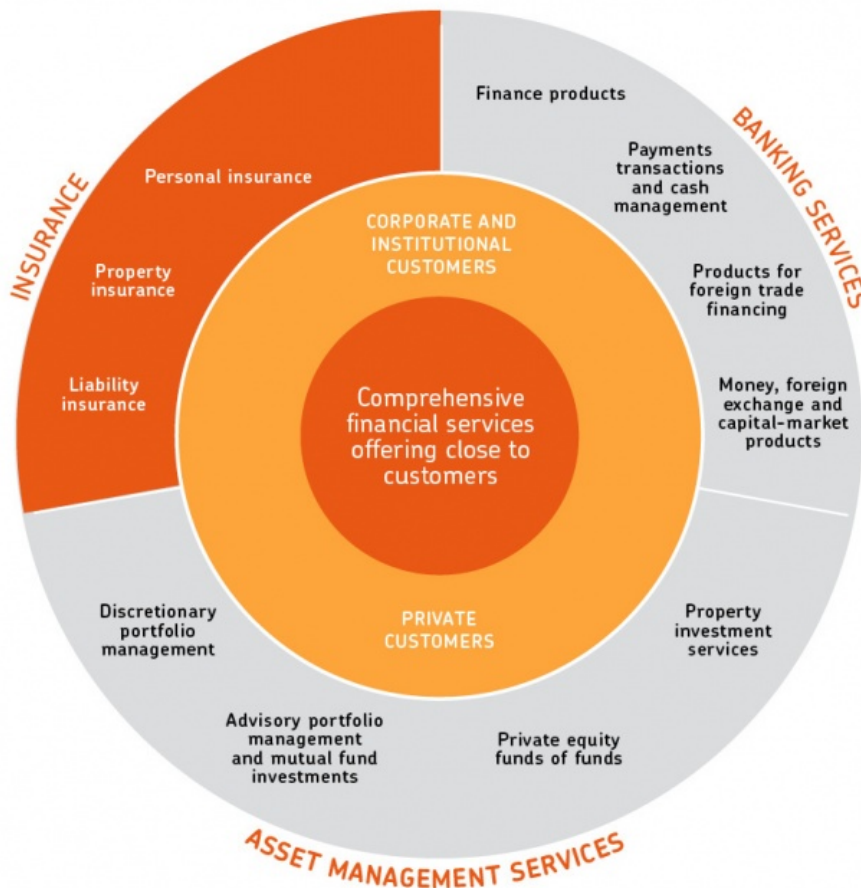 INSURANCE
Personal insurance
Property
insurance
Liability
insurance
BANKING SERVICES
Finance products
Payments
transactions
and cash
management
Products for
foreign trade
financing
Money, foreign
exchange and
capital-market
products
CORPORATE AND
INSTITUTIONAL
CUSTOMERS
Comprehensive
financial services
offering close to
customers
PRIVATE
CUSTOMERS
Discretionary
portfolio
management
Advisory portfolio
management
and mutual fund
investments
Private equity
funds of funds
Property
investment
services
ASSET MANAGEMENT SERVICES